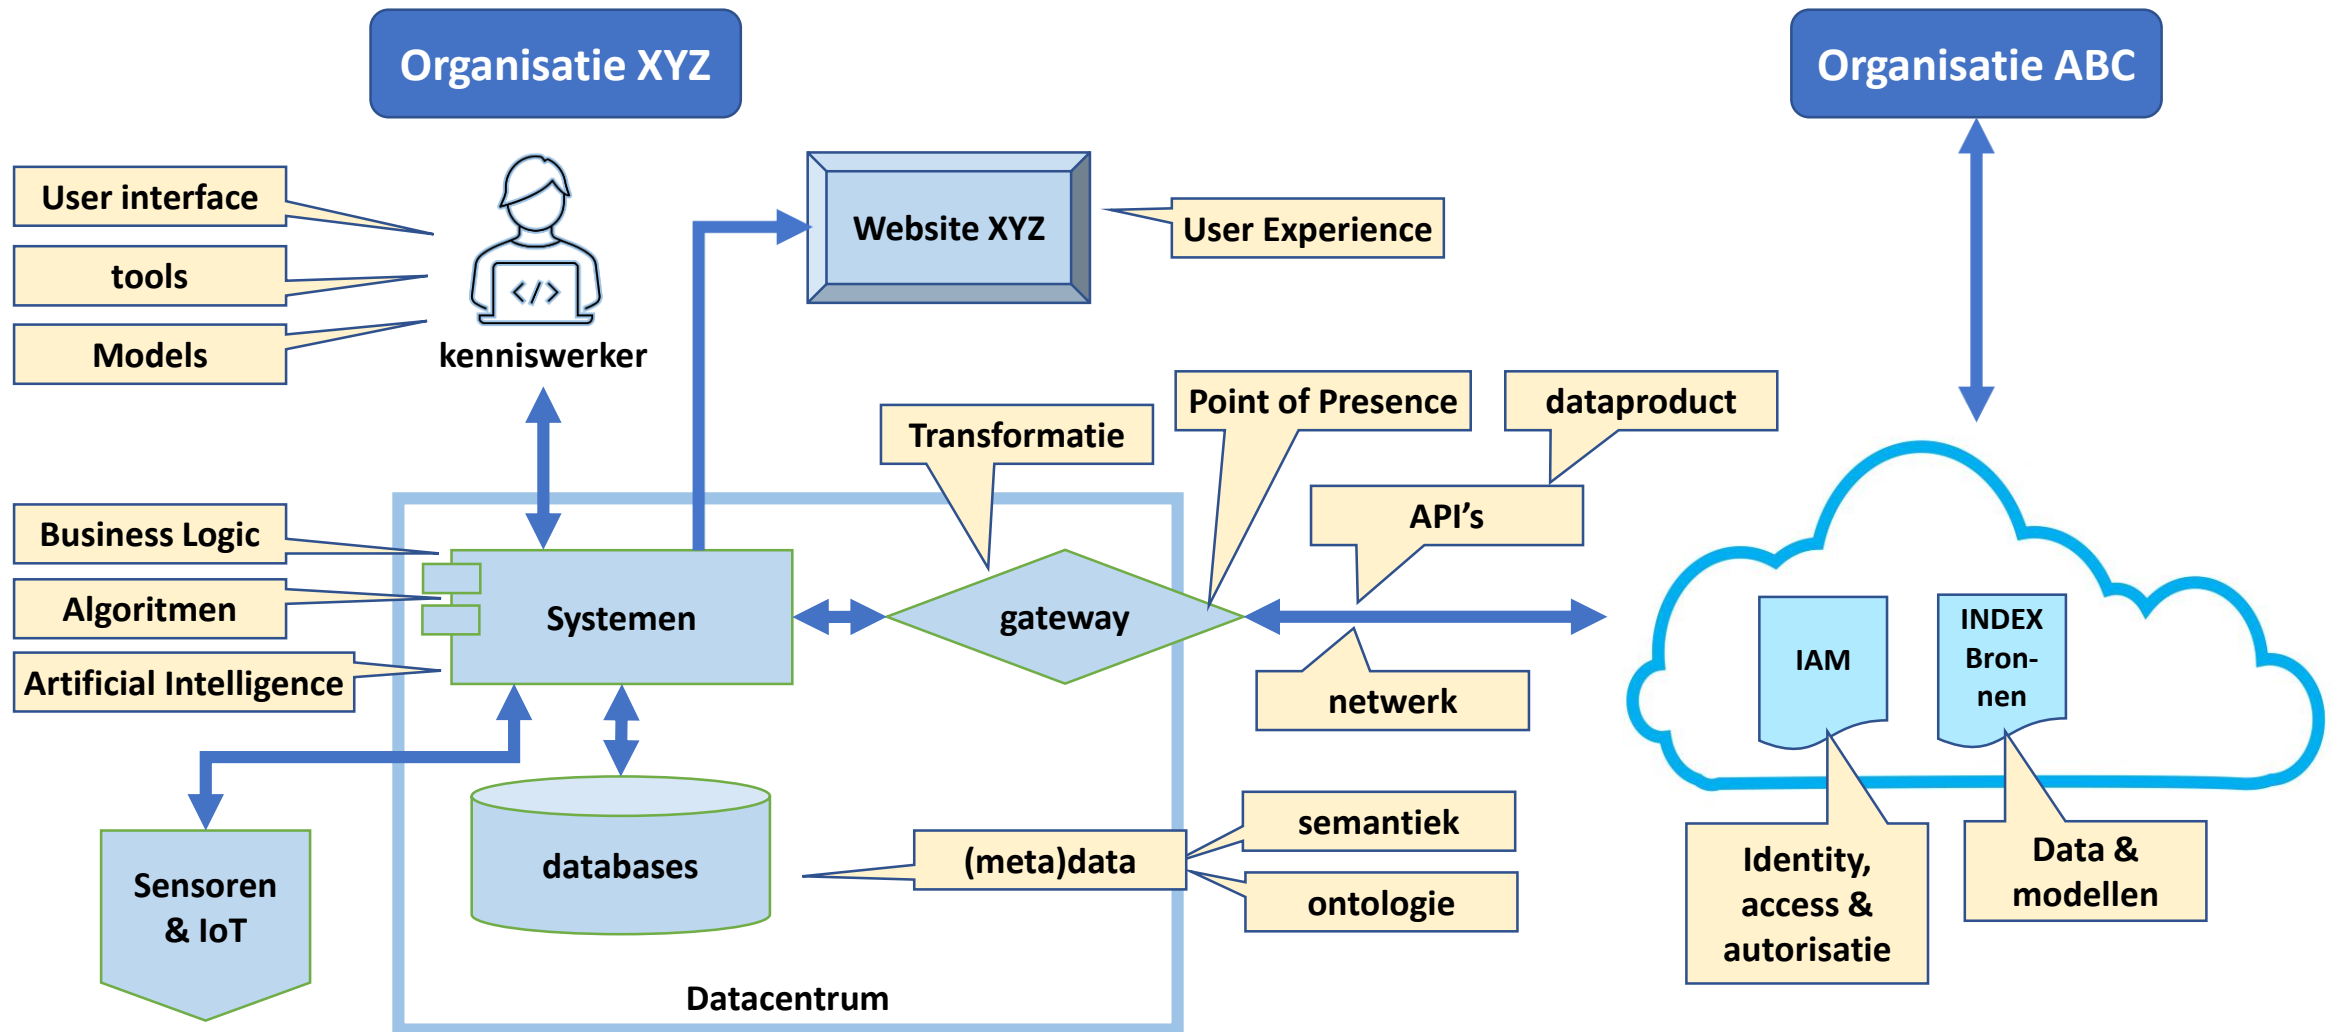 Organisatie XYZ
Organisatie ABC
User interface
tools
Models
</>
kenniswerker
Website XYZ
User Experience
Transformatie
Point of Presence
dataproduct
API's
Business Logic
Algoritmen
Artificial Intelligence
Systemen
gateway
netwerk
IAM
INDEX
Bron-
nen
Sensoren
& IoT
databases
(meta)data
semantiek
ontologie
Identity,
access &
autorisatie
Data &
modellen
Datacentrum